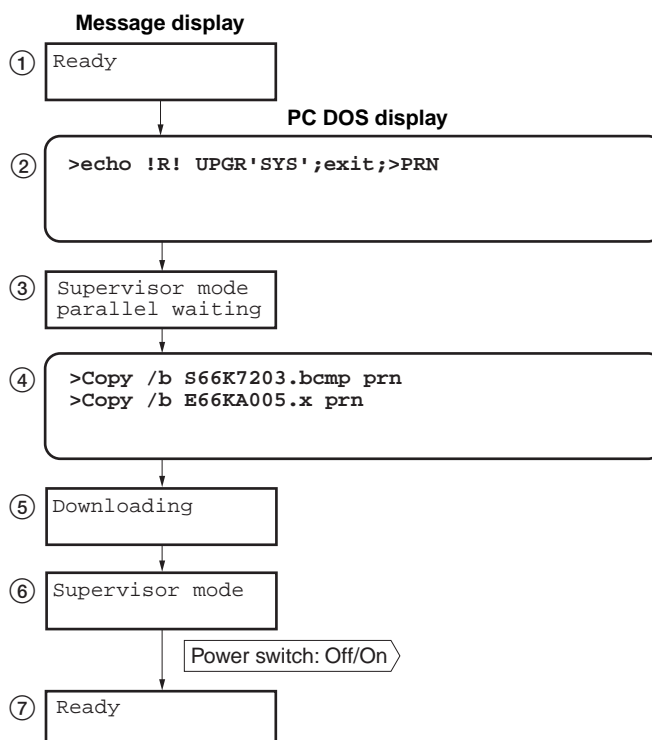 Message display
① Ready
PC DOS display
② >echo !R! UPGR'SYS';exit;>PRN
③ Supervisor mode
parallel waiting
④ >Copy /b S66K7203.bcmp prn
>Copy /b E66KA005.x prn
⑤ Downloading
⑥ Supervisor mode
Power switch: Off/On
⑦ Ready